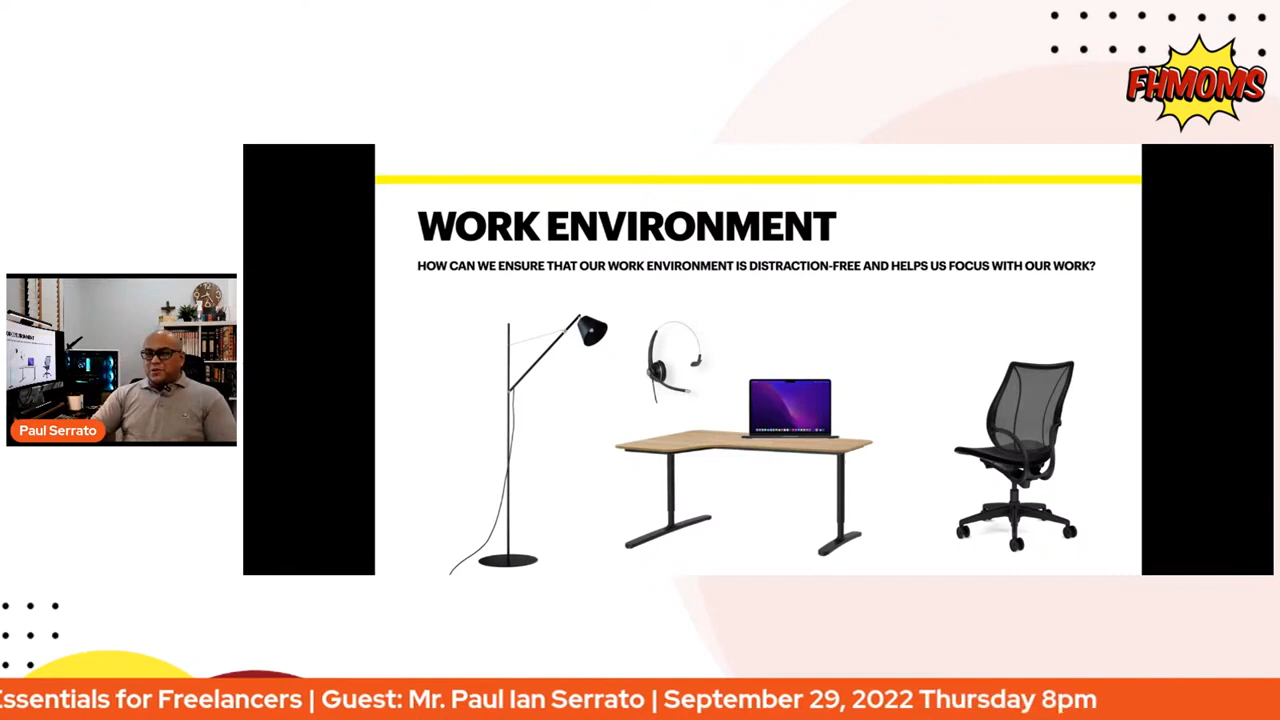 FHMOMS
WORK ENVIRONMENT
HOW CAN WE ENSURE THAT OUR WORK ENVIRONMENT IS DISTRACTION-FREE AND HELPS US FOCUS WITH OUR WORK?
Paul Serrato
Essentials for Freelancers | Guest: Mr. Paul Ian Serrato | September 29, 2022 Thursday 8pm